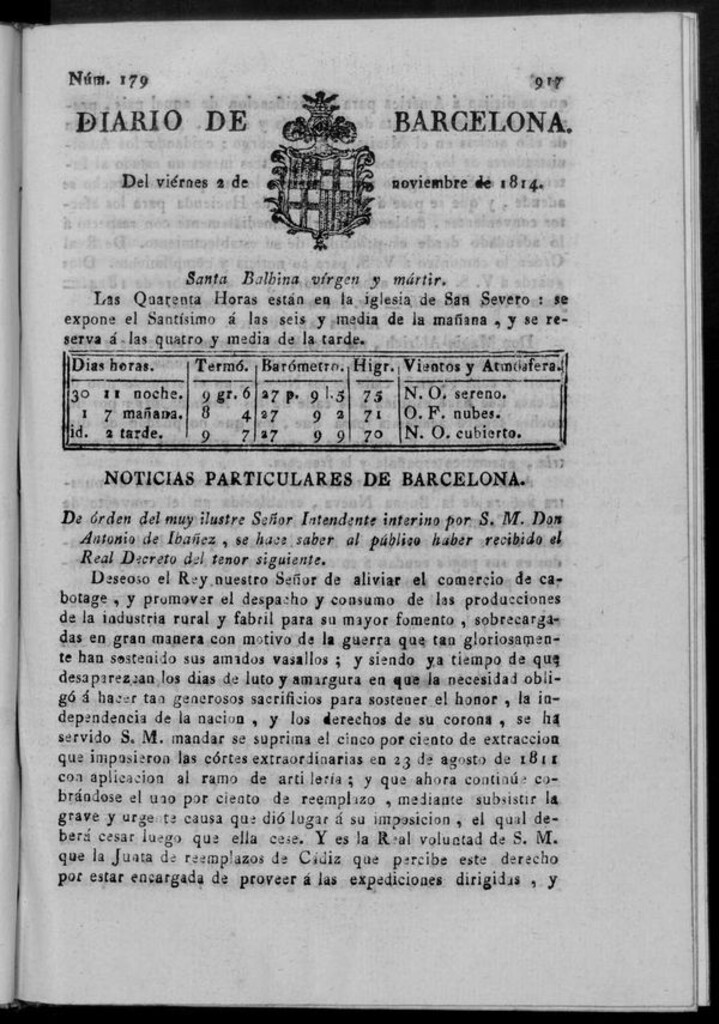 Núm. 179 917
DIARIO DE BARCELONA.
Del viérnes 2 de noviembre de 1814.
Santa Balbina vírgen y mártir.
Las Quarenta Horas están en la iglesia de San Severo : se
expone el Santísimo á las seis y media de la mañana , y se re-
serva á las quatro y media de la tarde.
Dias horas. Termó. Barómetro. Higr. Vientos y Atmósfera.
30 11 noche. 9 gr. 6 27 p. 9 l. 5 75 N. O. sereno.
1 7 mañana. 8 4 27 9 2 71 O. F. nubes.
id. 2 tarde. 9 7 27 9 9 70 N. O. cubierto.
NOTICIAS PARTICULARES DE BARCELONA.
De órden del muy ilustre Señor Intendente interino por S. M. Don
Antonio de Ibañez , se hace saber al público haber recibido el
Real Decreto del tenor siguiente.
Deseoso el Rey nuestro Señor de aliviar el comercio de ca-
botage , y promover el despacho y consumo de las producciones
de la industria rural y fabril para su mayor fomento , sobrecarga-
das en gran manera con motivo de la guerra que tan gloriosamen-
te han sostenido sus amados vasallos ; y siendo ya tiempo de que
desaparezcan los dias de luto y amargura en que la necesidad obli-
gó á hacer tan generosos sacrificios para sostener el honor , la in-
dependencia de la nacion , y los derechos de su corona , se ha
servido S. M. mandar se suprima el cinco por ciento de extraccion
que impusieron las córtes extraordinarias en 23 de agosto de 1811
con aplicacion al ramo de artillería ; y que ahora continúe co-
brándose el uno por ciento de reemplazo , mediante subsistir la
grave y urgente causa que dió lugar á su imposicion , el qual de-
berá cesar luego que ella cese. Y es la Real voluntad de S. M.
que la Junta de reemplazos de Cádiz que percibe este derecho
por estar encargada de proveer á las expediciones dirigidas , y